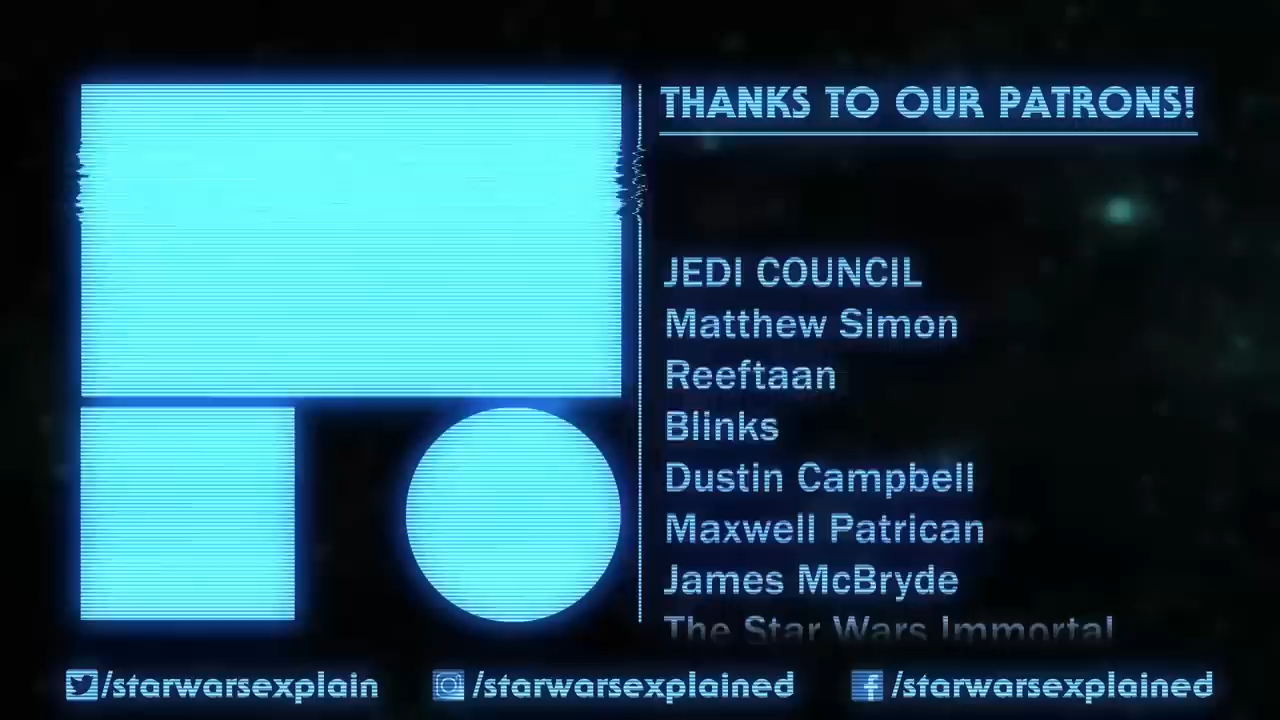 THANKS TO OUR PATRONS!
JEDI COUNCIL
Matthew Simon
Reeftaan
Blinks
Dustin Campbell
Maxwell Patrican
James McBryde
The Star Wars Immortal
/starwarsexplain
/starwarsexplained
/starwarsexplained